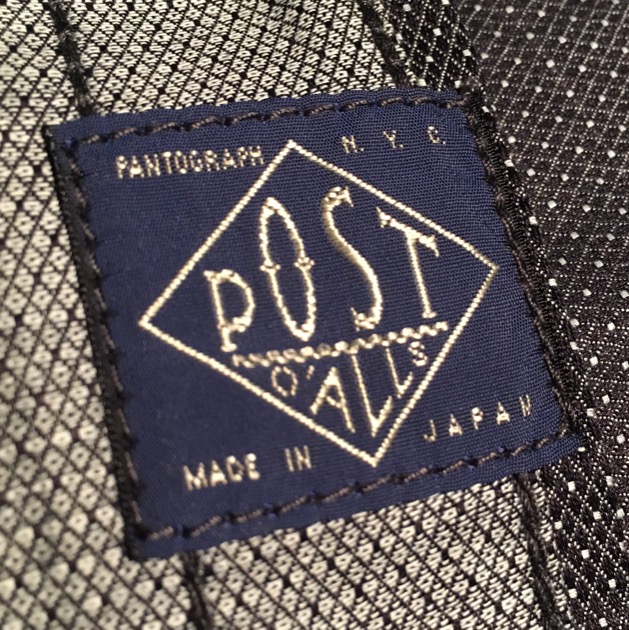 PANTOGRAPH N. Y. C.
POST
O'ALLS
MADE IN JAPAN